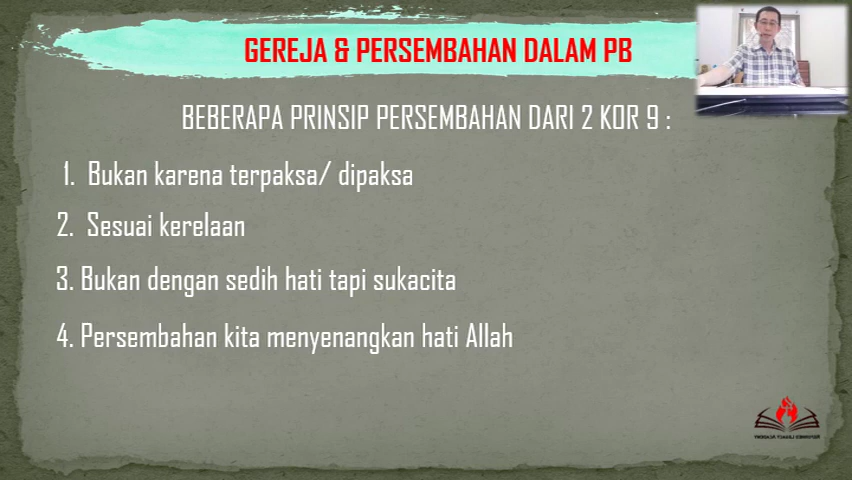 GEREJA & PERSEMBAHAN DALAM PB
BEBERAPA PRINSIP PERSEMBAHAN DARI 2 KOR 9 :
1. Bukan karena terpaksa/ dipaksa
2. Sesuai kerelaan
3. Bukan dengan sedih hati tapi sukacita
4. Persembahan kita menyenangkan hati Allah